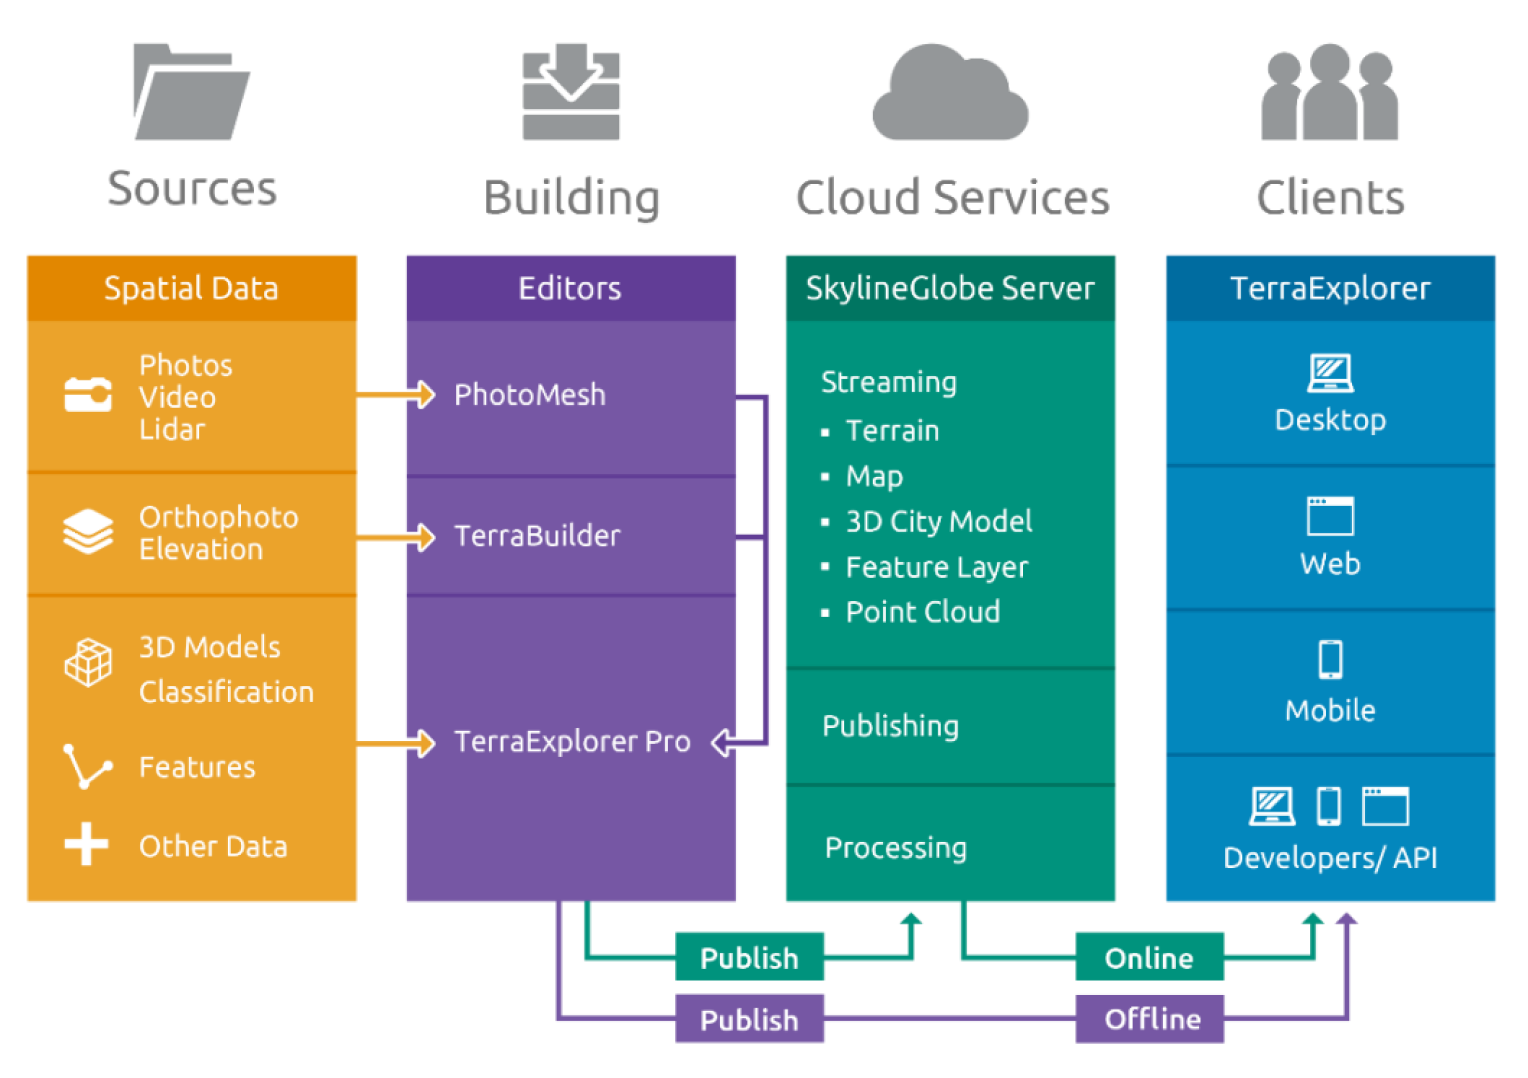 Sources
Building
Cloud Services
Clients
Spatial Data
Photos
Video
Lidar
Orthophoto
Elevation
3D Models
Classification
Features
Other Data
Editors
PhotoMesh
TerraBuilder
TerraExplorer Pro
SkylineGlobe Server
Streaming
▪ Terrain
▪ Map
▪ 3D City Model
▪ Feature Layer
▪ Point Cloud
Publishing
Processing
TerraExplorer
Desktop
Web
Mobile
Developers/ API
Publish
Online
Publish
Offline